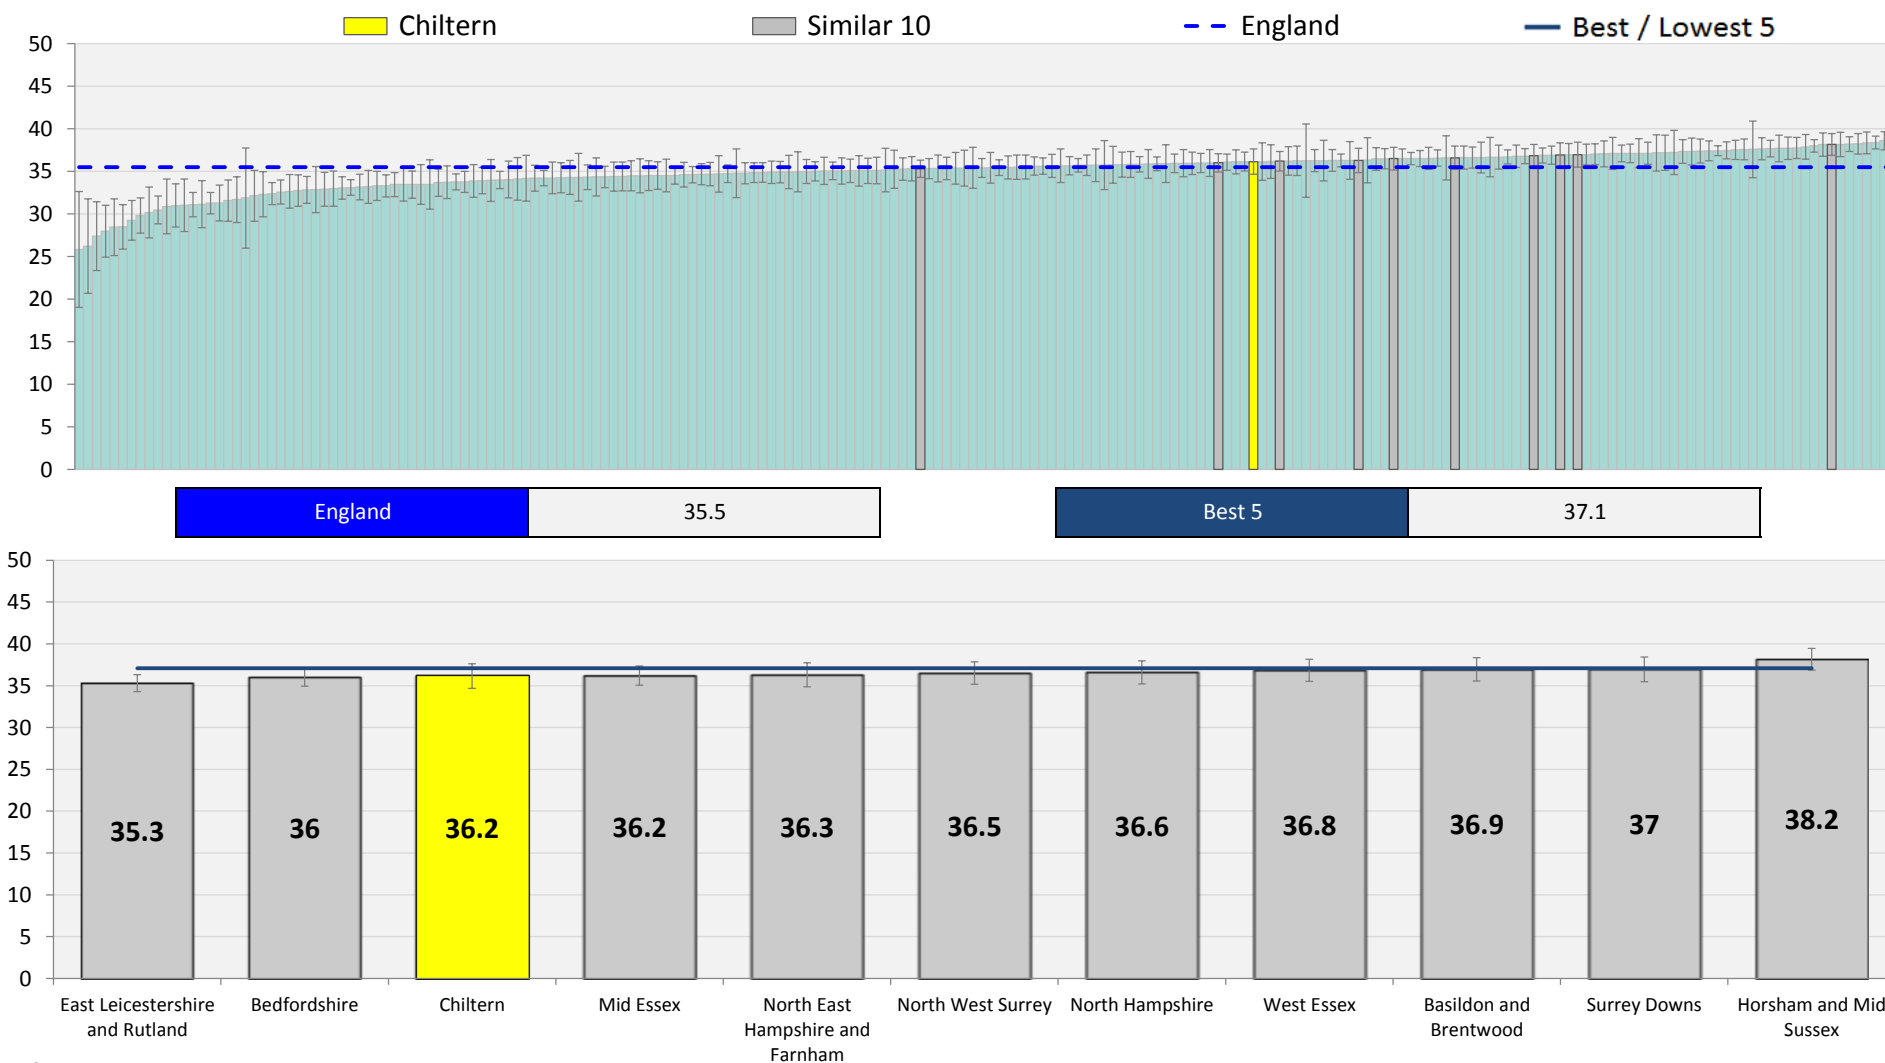 Chiltern Similar 10 England Best / Lowest 5
50
45
40
35
30
25
20
15
10
5
0
England 35.5 Best 5 37.1
50
45
40
35
30
25
20
15
10
5
0
35.3 36 36.2 36.2 36.3 36.5 36.6 36.8 36.9 37 38.2
East Leicestershire
and Rutland
Bedfordshire
Chiltern
Mid Essex
North East
Hampshire and
Farnham
North West Surrey
North Hampshire
West Essex
Basildon and
Brentwood
Surrey Downs
Horsham and Mid
Sussex